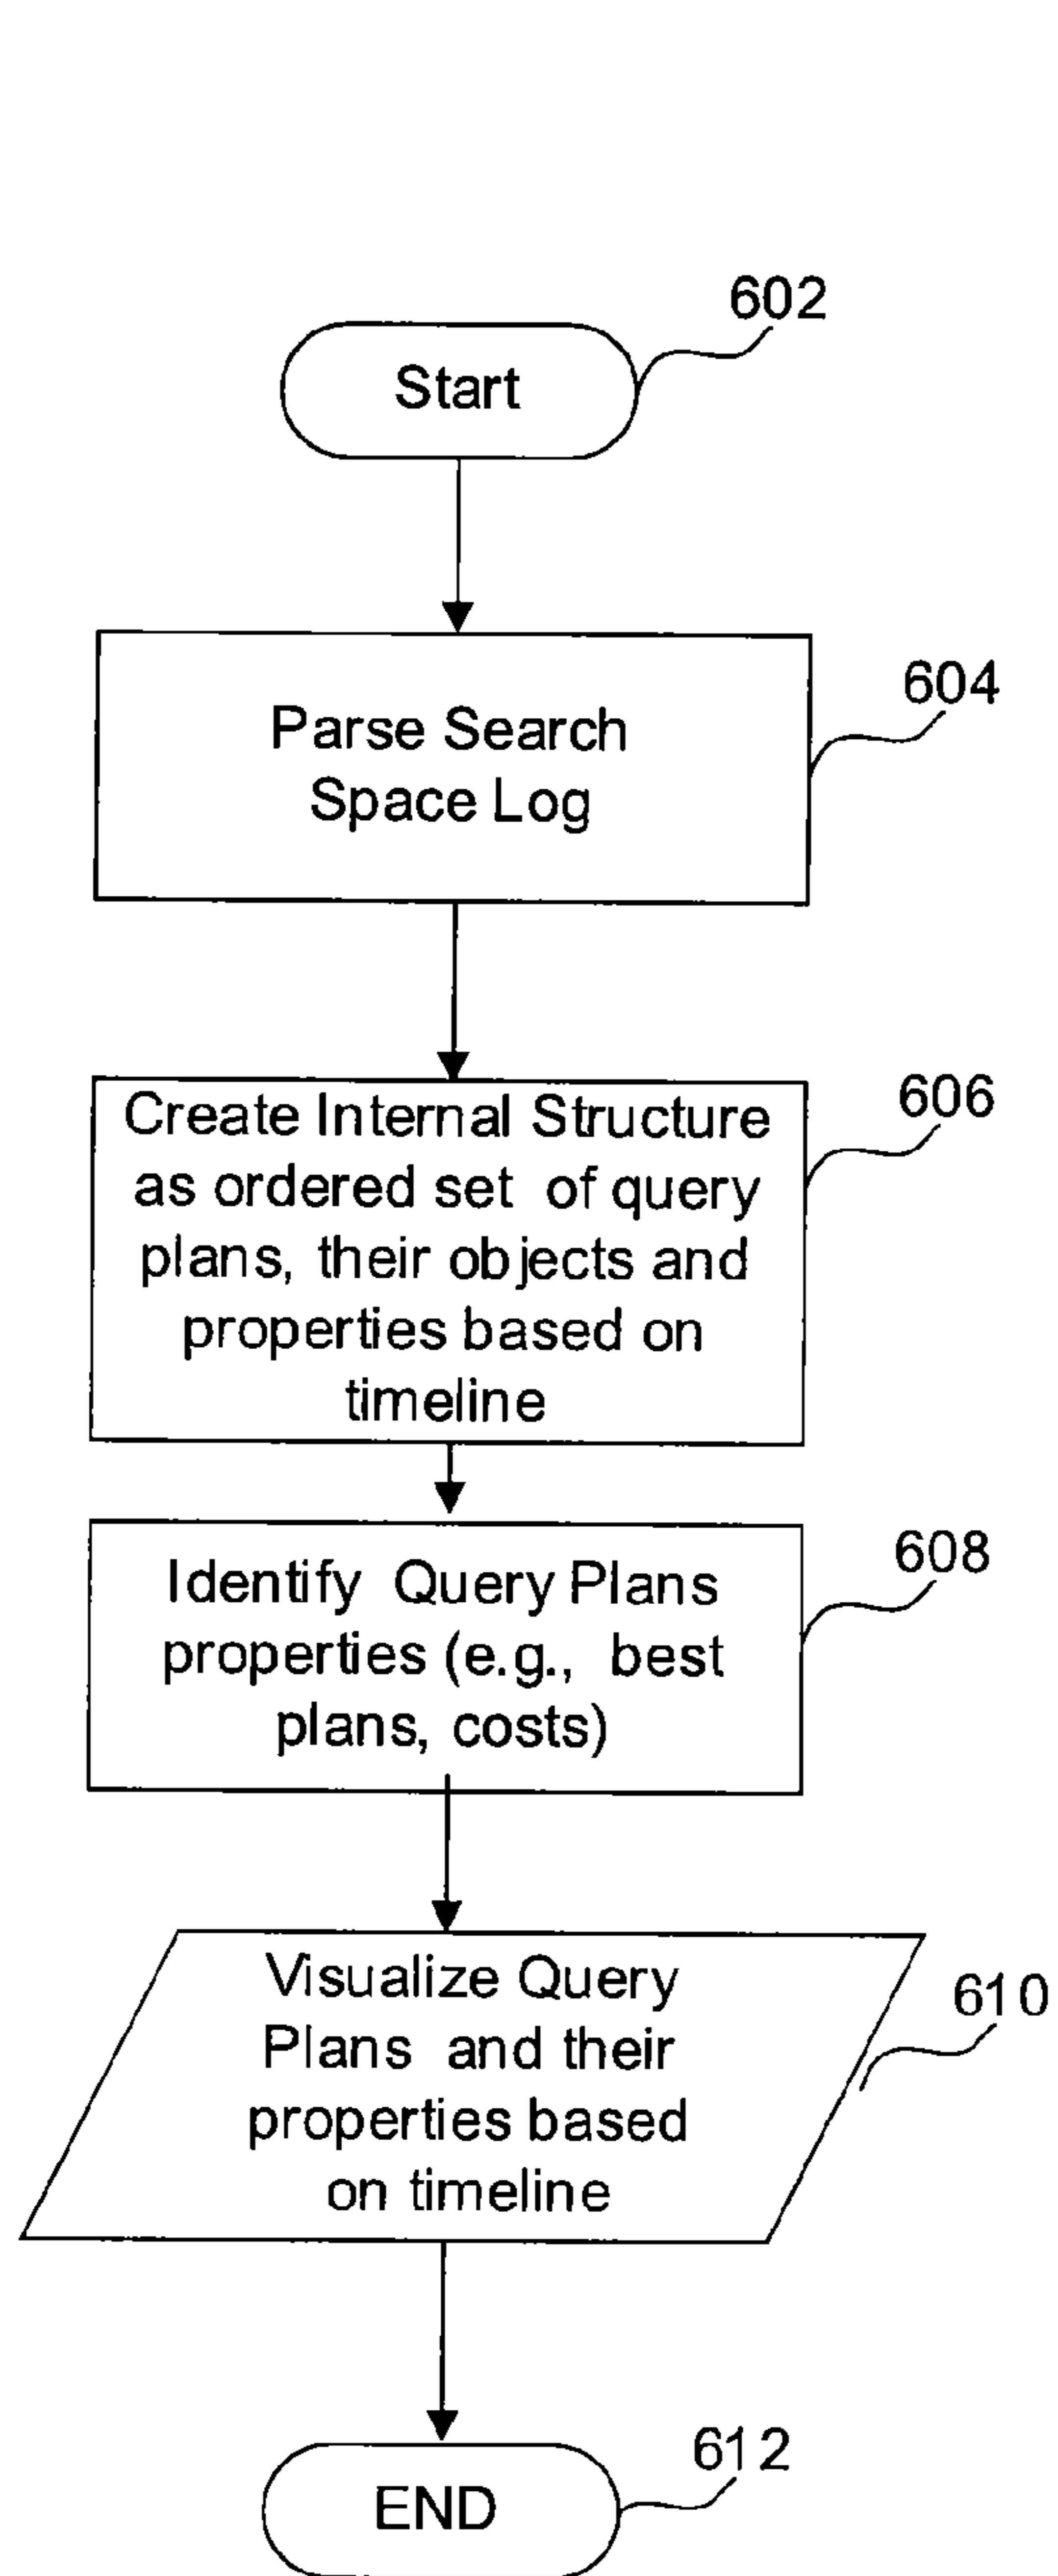 602
Start
604
Parse Search
Space Log
606
Create Internal Structure
as ordered set of query
plans, their objects and
properties based on
timeline
608
Identify Query Plans
properties (e.g., best
plans, costs)
610
Visualize Query
Plans and their
properties based
on timeline
612
END